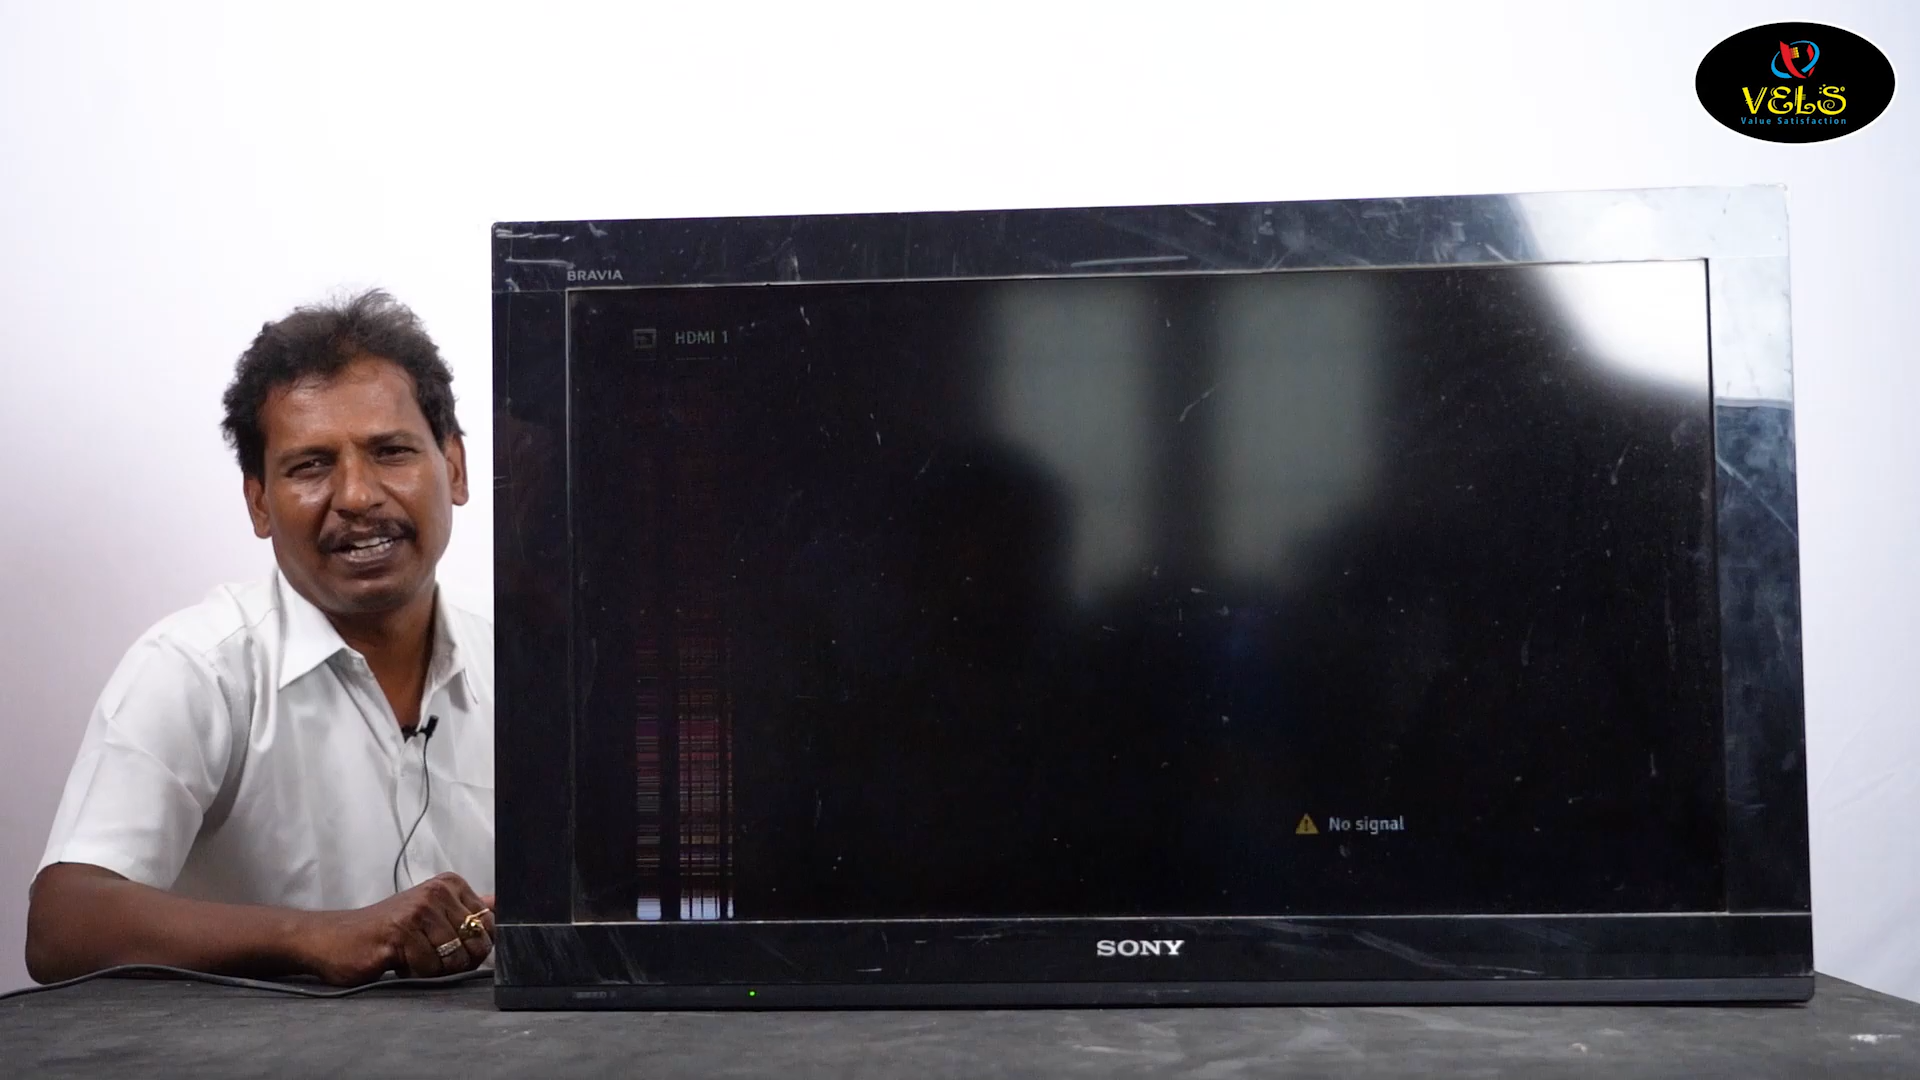 VELS
Value Satisfaction
BRAVIA
HDMI 1
No signal
SONY